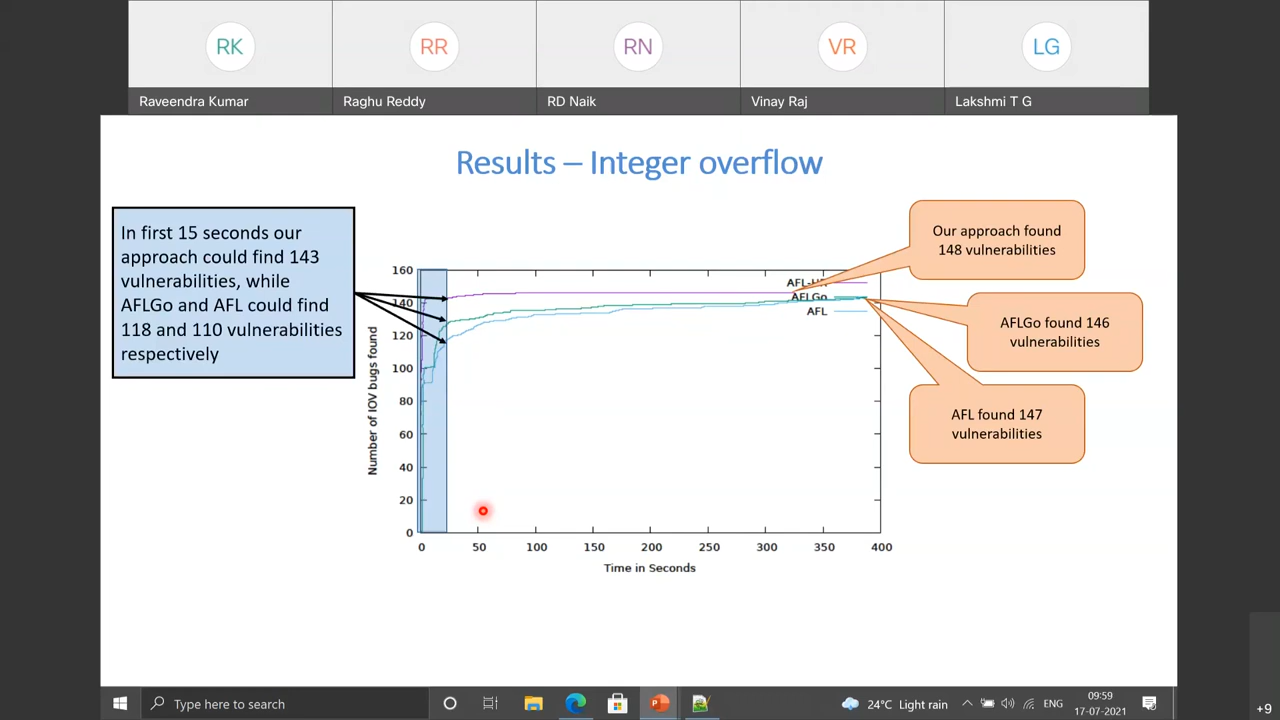 RK
RR
RN
VR
LG
Raveendra Kumar
Raghu Reddy
RD Naik
Vinay Raj
Lakshmi T G
Results – Integer overflow
In first 15 seconds our
approach could find 143
vulnerabilities, while
AFLGo and AFL could find
118 and 110 vulnerabilities
respectively
Our approach found
148 vulnerabilities
AFLGo found 146
vulnerabilities
AFL found 147
vulnerabilities
AFLGo
AFL
Number of IOV bugs found
160
140
120
100
80
60
40
20
0
0 50 100 150 200 250 300 350 400
Time in Seconds
Type here to search
24°C Light rain
ENG
09:59
17-07-2021
+9